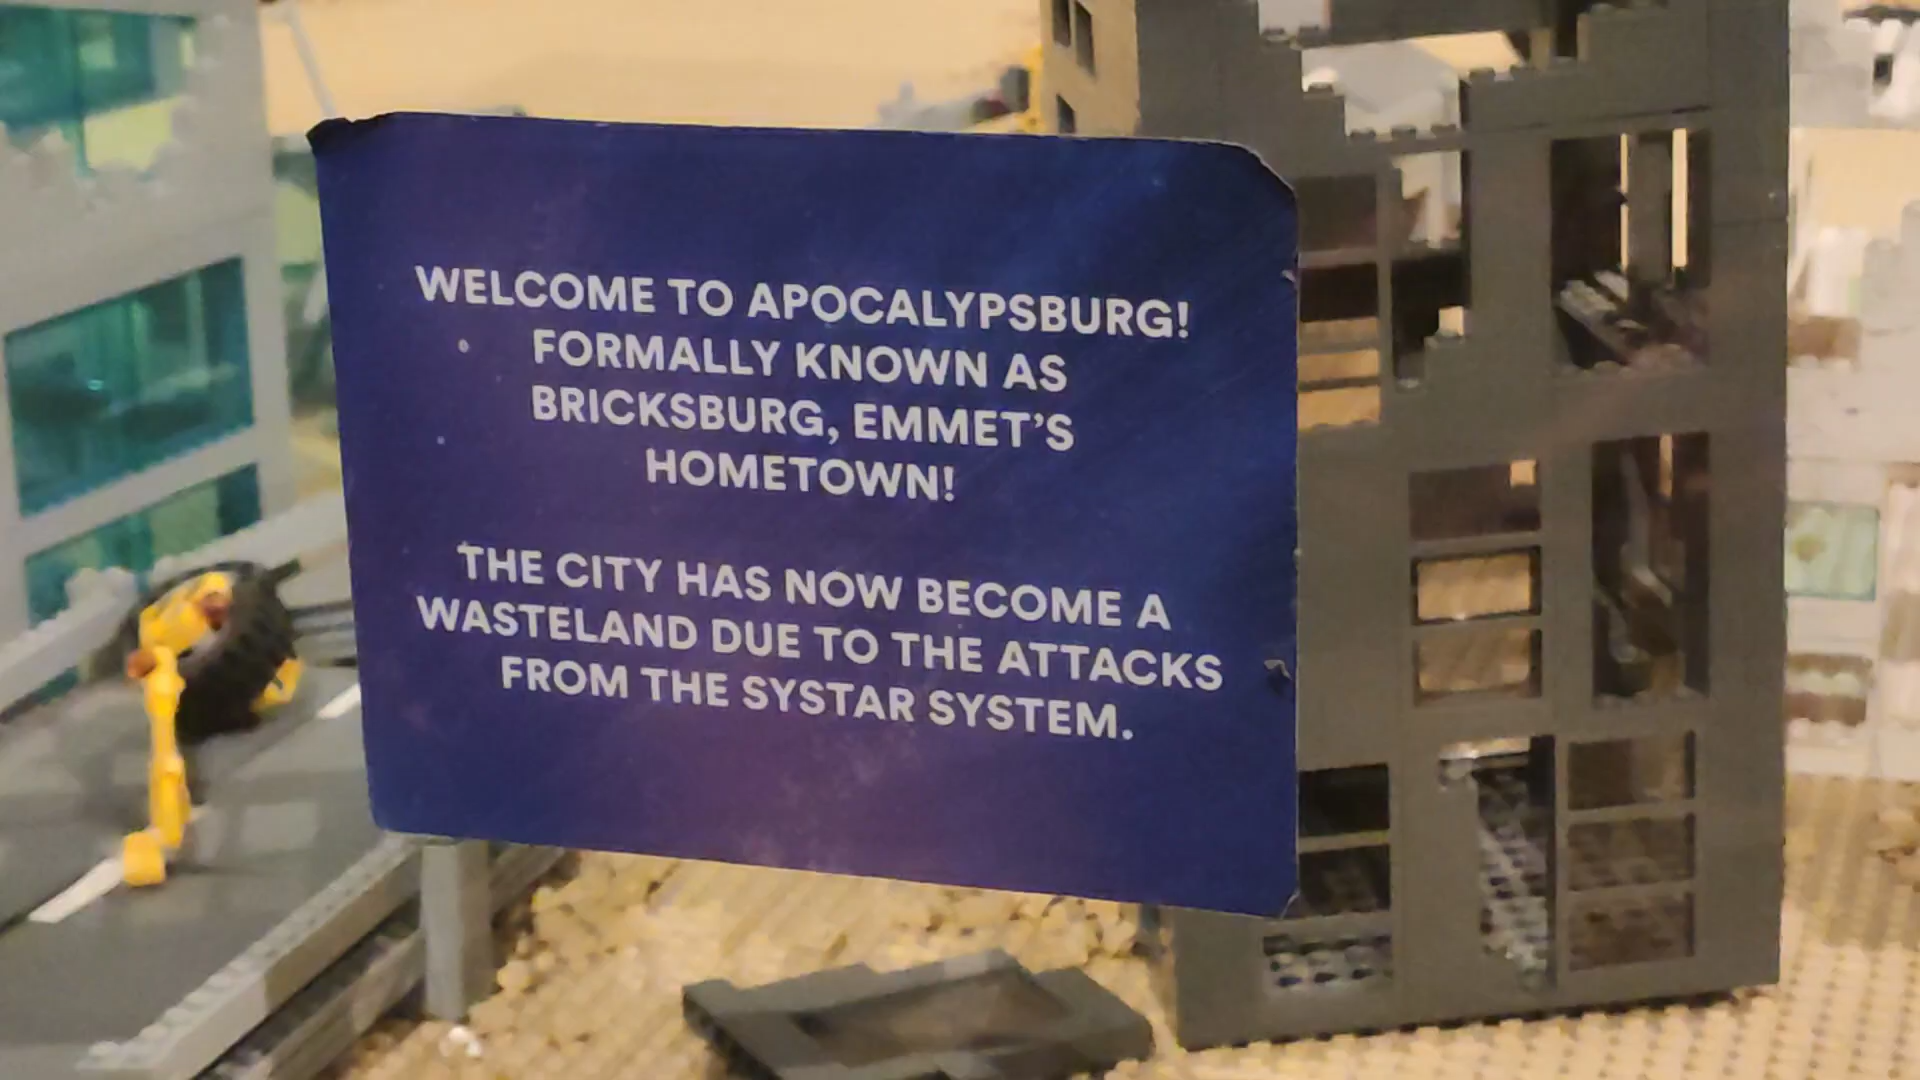 WELCOME TO APOCALYPSBURG!
FORMALLY KNOWN AS
BRICKSBURG, EMMET'S
HOMETOWN!
THE CITY HAS NOW BECOME A
WASTELAND DUE TO THE ATTACKS
FROM THE SYSTAR SYSTEM.